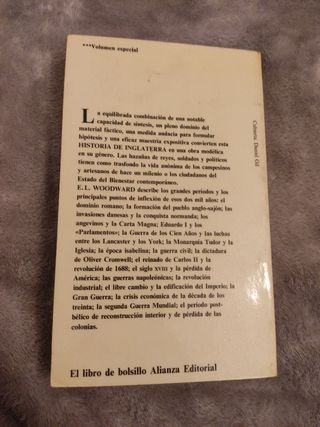 ***Volumen especial
La equilibrada combinación de una notable
capacidad de síntesis, un pleno dominio del
material fáctico, una medida audacia para formular
hipótesis y una eficaz maestría expositiva convierten esta
HISTORIA DE INGLATERRA en una obra modélica
en su género. Las hazañas de reyes, soldados y políticos
tienen como trasfondo la vida anónima de los campesinos
y artesanos de hace un milenio o los ciudadanos del
Estado del Bienestar contemporáneo.
E. L. WOODWARD describe los grandes períodos y los
principales puntos de inflexión de esos dos mil años: el
dominio romano; la formación del pueblo anglo-sajón; las
invasiones danesas y la conquista normanda; los
angevinos y la Carta Magna; Eduardo I y los
«Parlamentos»; la Guerra de los Cien Años y las luchas
entre los Lancaster y los York; la Monarquía Tudor y la
Iglesia; la época isabelina; la guerra civil; la dictadura
de Oliver Cromwell; el reinado de Carlos II y la
revolución de 1688; el siglo XVIII y la pérdida de
América; las guerras napoleónicas; la revolución
industrial; el libre cambio y la edificación del Imperio; la
Gran Guerra; la crisis económica de la década de los
treinta; la segunda Guerra Mundial; el período post-
bélico de reconstrucción interior y de pérdida de las
colonias.
El libro de bolsillo Alianza Editorial
Cubierta Daniel Gil